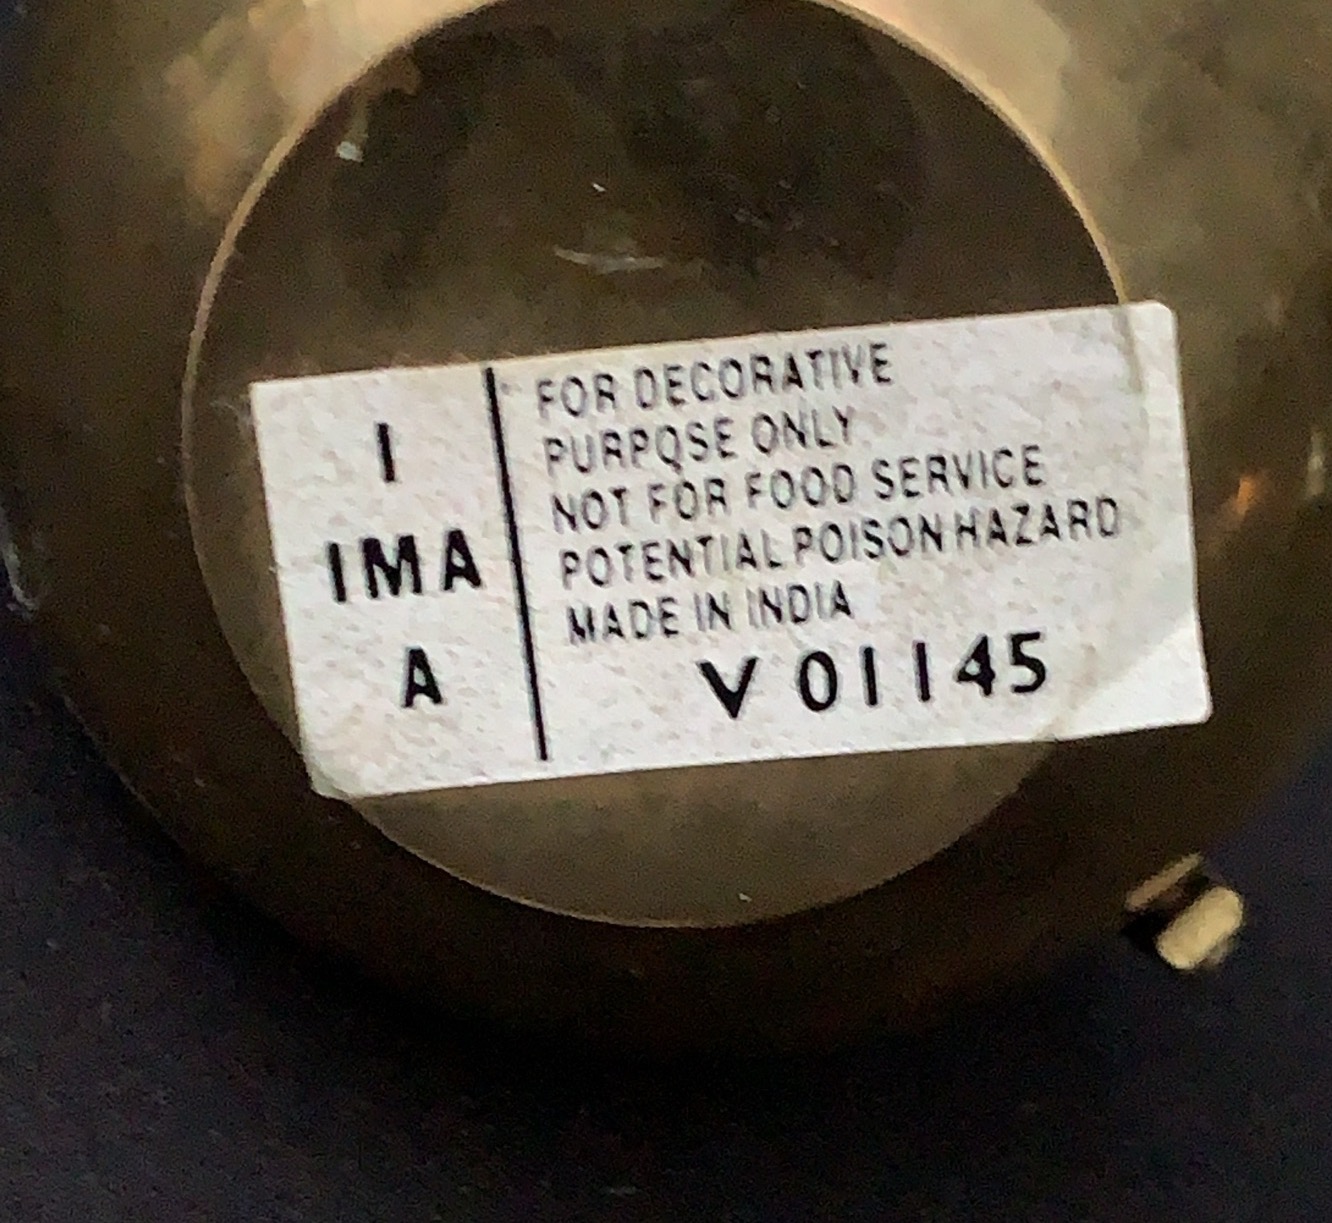 I
IMA
A
FOR DECORATIVE
PURPOSE ONLY
NOT FOR FOOD SERVICE
POTENTIAL POISON HAZARD
MADE IN INDIA
V 01145